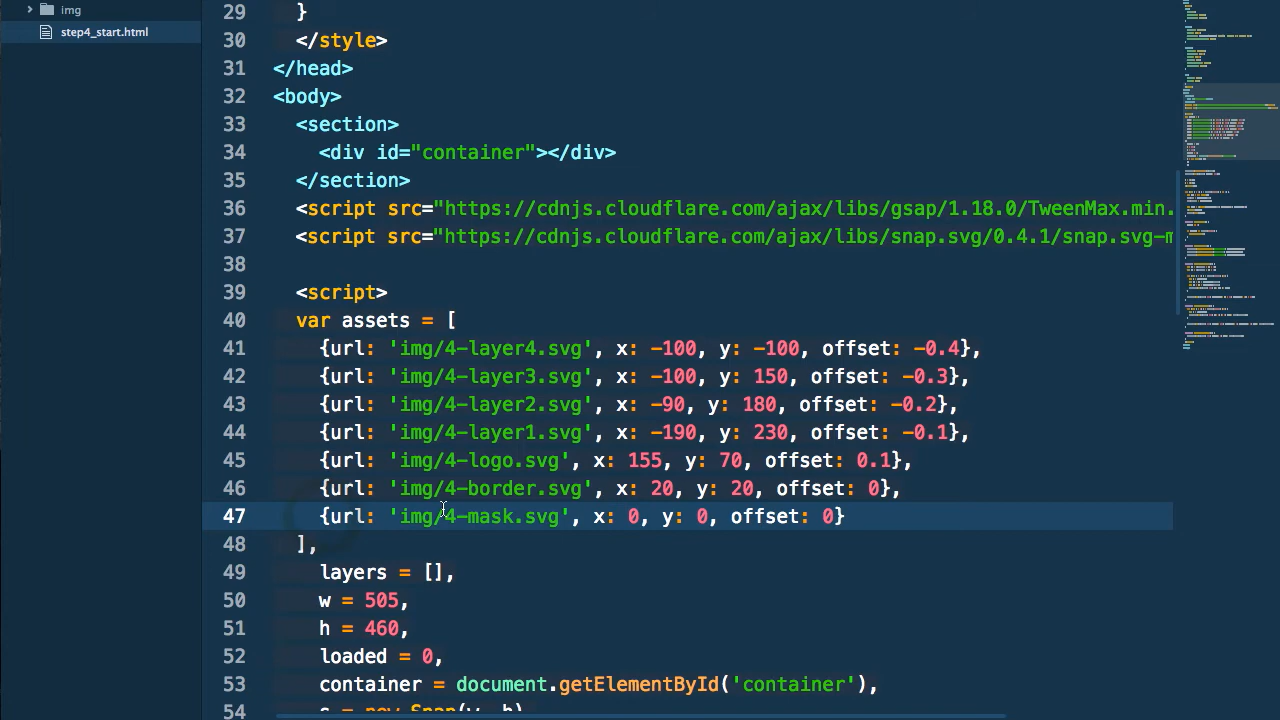 img
step4_start.html
29 }
30 </style>
31 </head>
32 <body>
33 <section>
34 <div id="container"></div>
35 </section>
36 <script src="https://cdnjs.cloudflare.com/ajax/libs/gsap/1.18.0/TweenMax.min.
37 <script src="https://cdnjs.cloudflare.com/ajax/libs/snap.svg/0.4.1/snap.svg-m
38
39 <script>
40 var assets = [
41 {url: 'img/4-layer4.svg', x: -100, y: -100, offset: -0.4},
42 {url: 'img/4-layer3.svg', x: -100, y: 150, offset: -0.3},
43 {url: 'img/4-layer2.svg', x: -90, y: 180, offset: -0.2},
44 {url: 'img/4-layer1.svg', x: -190, y: 230, offset: -0.1},
45 {url: 'img/4-logo.svg', x: 155, y: 70, offset: 0.1},
46 {url: 'img/4-border.svg', x: 20, y: 20, offset: 0},
47 {url: 'img/4-mask.svg', x: 0, y: 0, offset: 0}
48 ],
49 layers = [],
50 w = 505,
51 h = 460,
52 loaded = 0,
53 container = document.getElementById('container'),
54 s = new Snap(w, h)